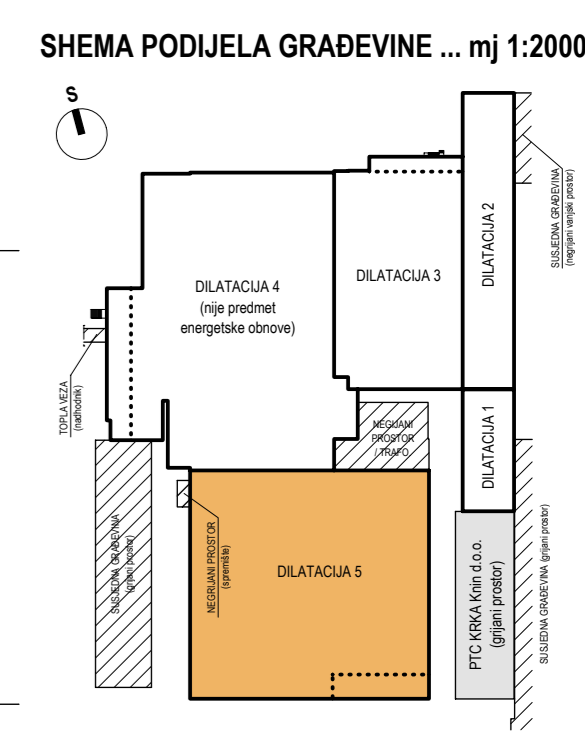 SHEMA PODIJELA GRAĐEVINE ... mj 1:2000
S
SUSJEDNA GRAĐEVINA
(negrijani vanjski prostor)
DILATACIJA 2
DILATACIJA 3
DILATACIJA 4
(nije predmet
energetske obnove)
TOPLA VEZA
(nadhodnik)
NEGIJANI
PROSTOR
/ TRAFO
DILATACIJA 1
SUSJEDNA GRAĐEVINA
(grijani prostor)
NEGRIJANI PROSTOR
(spremište)
DILATACIJA 5
PTC KRKA Knin d.o.o.
(grijani prostor)
SUSJEDNA GRAĐEVINA (grijani prostor)